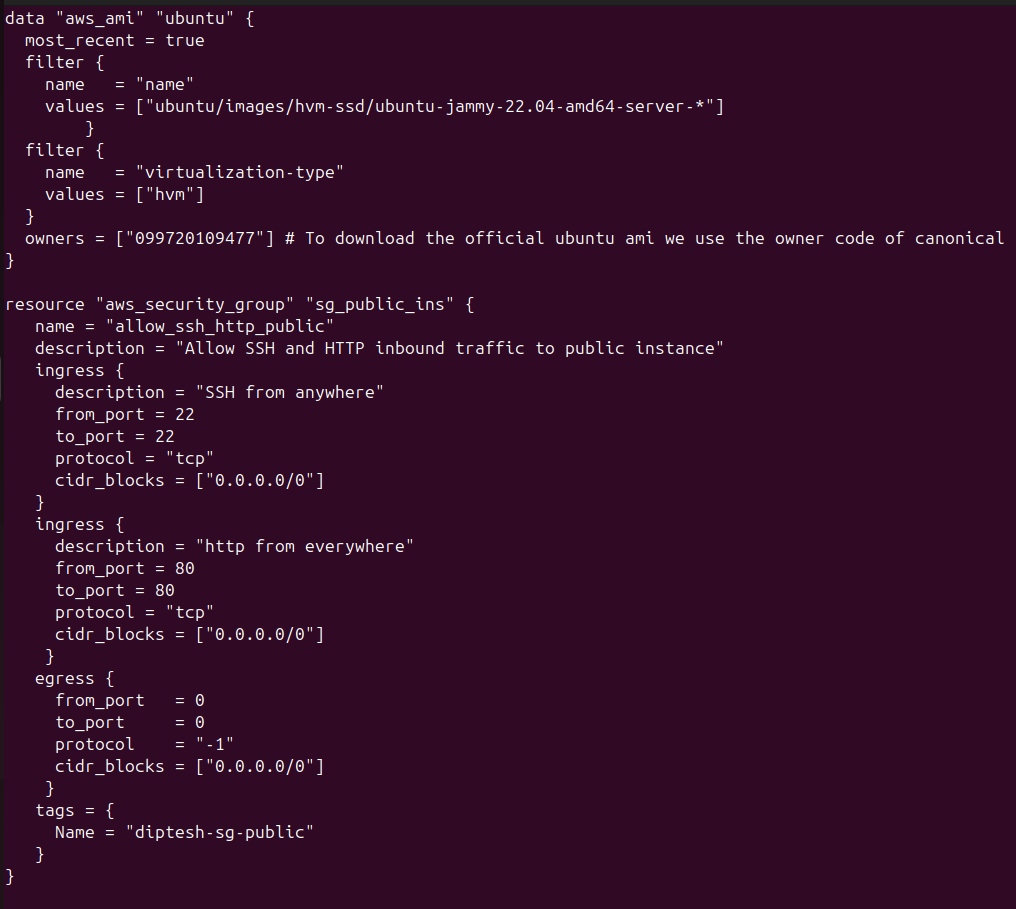 data "aws_ami" "ubuntu" {
  most_recent = true
  filter {
    name   = "name"
    values = ["ubuntu/images/hvm-ssd/ubuntu-jammy-22.04-amd64-server-*"]
        }
  filter {
    name   = "virtualization-type"
    values = ["hvm"]
  }
  owners = ["099720109477"] # To download the official ubuntu ami we use the owner code of canonical
}

resource "aws_security_group" "sg_public_ins" {
   name = "allow_ssh_http_public"
   description = "Allow SSH and HTTP inbound traffic to public instance"
   ingress {
     description = "SSH from anywhere"
     from_port = 22
     to_port = 22
     protocol = "tcp"
     cidr_blocks = ["0.0.0.0/0"]
   }
   ingress {
     description = "http from everywhere"
     from_port = 80
     to_port = 80
     protocol = "tcp"
     cidr_blocks = ["0.0.0.0/0"]
    }
   egress {
     from_port   = 0
     to_port     = 0
     protocol    = "-1"
     cidr_blocks = ["0.0.0.0/0"]
    }
   tags = {
     Name = "diptesh-sg-public"
   }
}